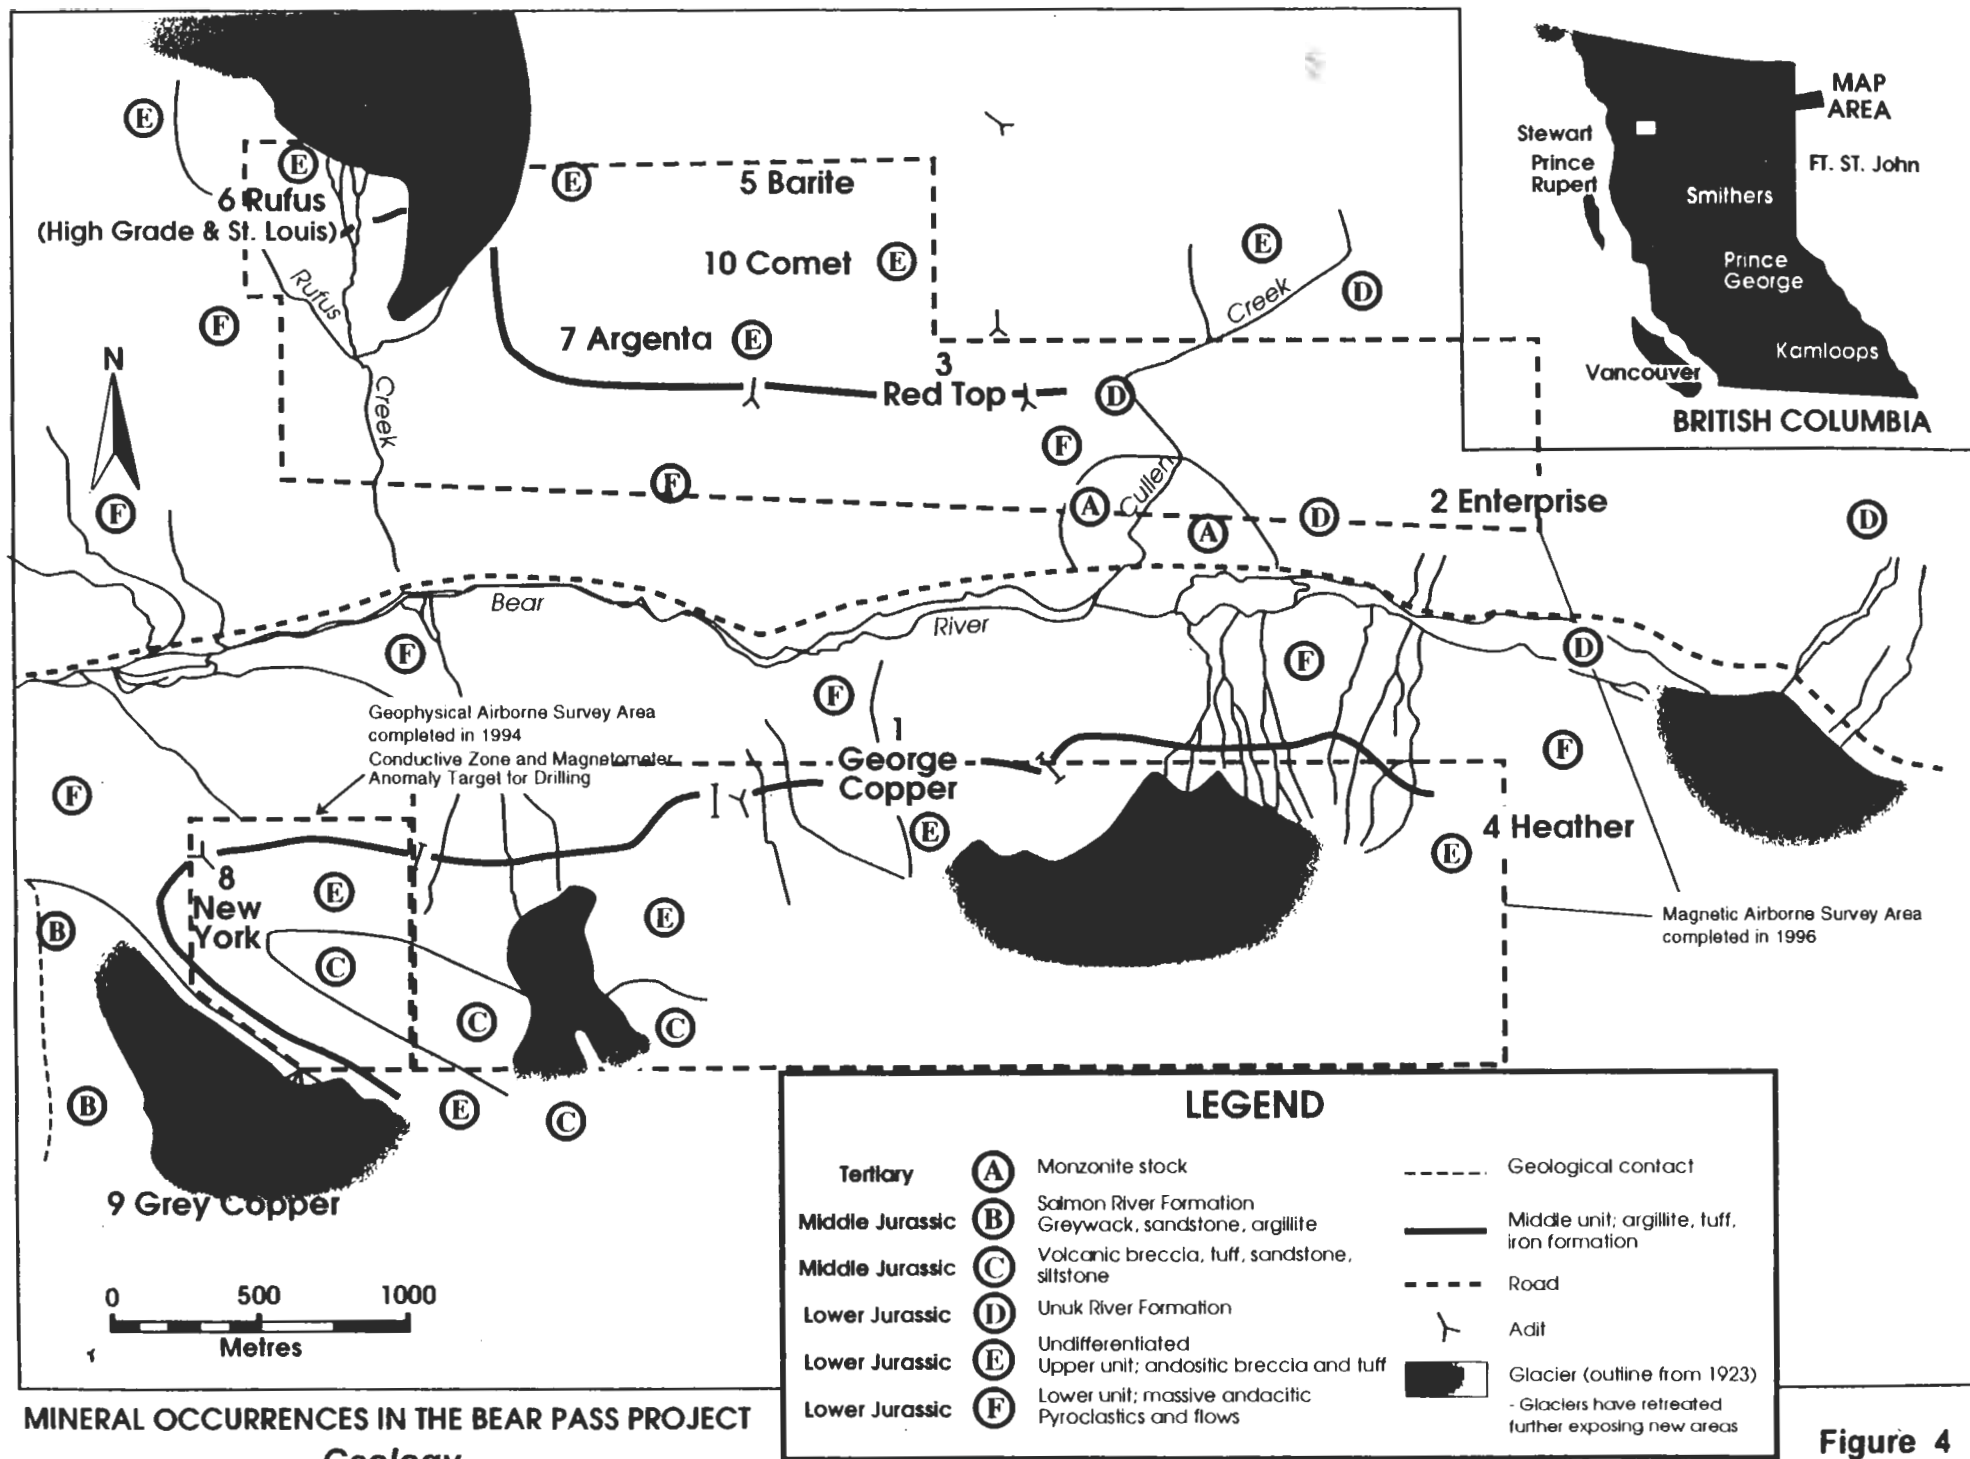 MAP
AREA
Stewart
Prince
Rupert
FT. ST. John
Smithers
Prince
George
Kamloops
Vancouver
BRITISH COLUMBIA
E
E
E
5 Barite
6 Rufus
(High Grade & St. Louis)
10 Comet
E
E
D
Rufus
Creek
Creek
F
7 Argenta
E
3
Red Top
D
N
F
F
F
A
Cullen
A
D
2 Enterprise
D
Bear
River
F
D
F
F
F
Geophysical Airborne Survey Area
completed in 1994
Conductive Zone and Magnetometer
Anomaly Target for Drilling
1
George
Copper
F
E
4 Heather
E
8
New
York
E
E
B
C
Magnetic Airborne Survey Area
completed in 1996
C
C
B
E
C
9 Grey Copper
0 500 1000
Metres
LEGEND
Tertiary A Monzonite stock
Middle Jurassic B Salmon River Formation
Greywack, sandstone, argillite
Middle Jurassic C Volcanic breccia, tuff, sandstone,
siltstone
Lower Jurassic D Unuk River Formation
Lower Jurassic E Undifferentiated
Upper unit; andositic breccia and tuff
Lower Jurassic F Lower unit; massive andacitic
Pyroclastics and flows
Geological contact
Middle unit; argillite, tuff,
iron formation
Road
Adit
Glacier (outline from 1923)
- Glaciers have retreated
further exposing new areas
MINERAL OCCURRENCES IN THE BEAR PASS PROJECT
Geology
Figure 4